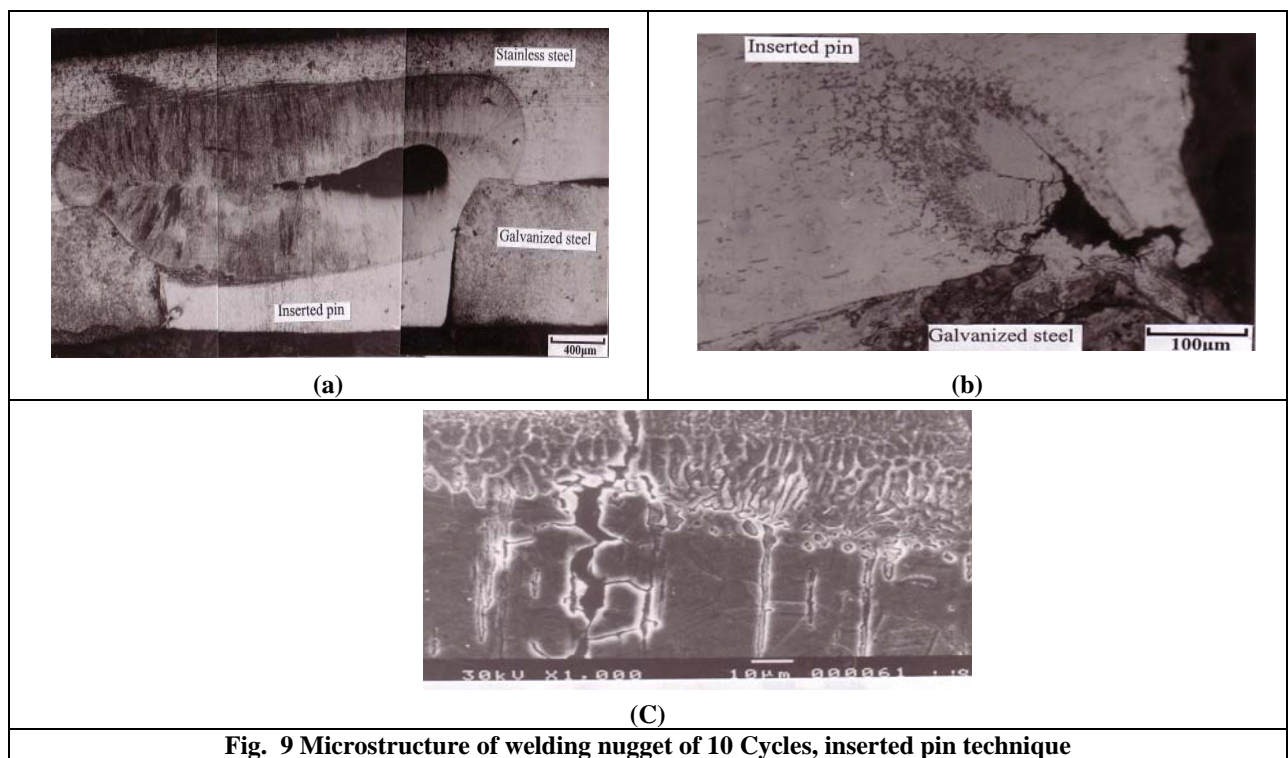 Stainless steel
Galvanized steel
Inserted pin
400µm
(a)
Inserted pin
Galvanized steel
100µm
(b)
30kV X1,000 10µm 000061
(C)
Fig. 9 Microstructure of welding nugget of 10 Cycles, inserted pin technique